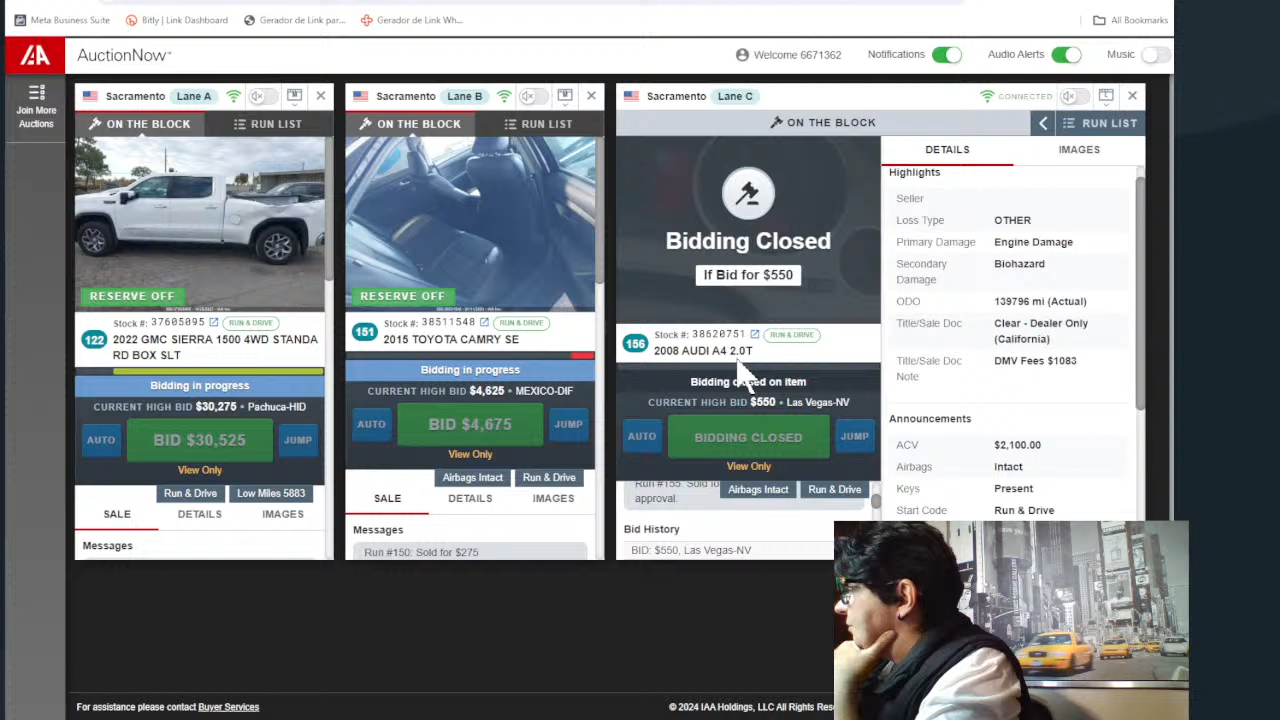 Meta Business Suite
Bitly | Link Dashboard
Gerador de Link par...
Gerador de Link Wh...
All Bookmarks
IAA
AuctionNow™
Welcome 6671362
Notifications
Audio Alerts
Music
Join More
Auctions
Sacramento Lane A
ON THE BLOCK
RUN LIST
RESERVE OFF
122
Stock #: 37605095
RUN & DRIVE
2022 GMC SIERRA 1500 4WD STANDA
RD BOX SLT
Bidding in progress
CURRENT HIGH BID $30,275 • Pachuca-HID
AUTO
BID $30,525
JUMP
View Only
Run & Drive
Low Miles 5883
SALE
DETAILS
IMAGES
Messages
Sacramento Lane B
ON THE BLOCK
RUN LIST
RESERVE OFF
151
Stock #: 38511548
RUN & DRIVE
2015 TOYOTA CAMRY SE
Bidding in progress
CURRENT HIGH BID $4,625 • MEXICO-DIF
AUTO
BID $4,675
JUMP
View Only
Airbags Intact
Run & Drive
SALE
DETAILS
IMAGES
Messages
Run #150: Sold for $275
Sacramento Lane C
CONNECTED
ON THE BLOCK
RUN LIST
Bidding Closed
If Bid for $550
156
Stock #: 38620751
RUN & DRIVE
2008 AUDI A4 2.0T
Bidding closed on item
CURRENT HIGH BID $550 • Las Vegas-NV
AUTO
BIDDING CLOSED
JUMP
View Only
Run #155: Sold fo
approval.
Airbags Intact
Run & Drive
Bid History
BID: $550, Las Vegas-NV
DETAILS
IMAGES
Highlights
Seller
Loss Type OTHER
Primary Damage Engine Damage
Secondary Biohazard
Damage
ODO 139796 mi (Actual)
Title/Sale Doc Clear - Dealer Only
(California)
Title/Sale Doc DMV Fees $1083
Note
Announcements
ACV $2,100.00
Airbags Intact
Keys Present
Start Code Run & Drive
For assistance please contact Buyer Services
© 2024 IAA Holdings, LLC All Rights Rese